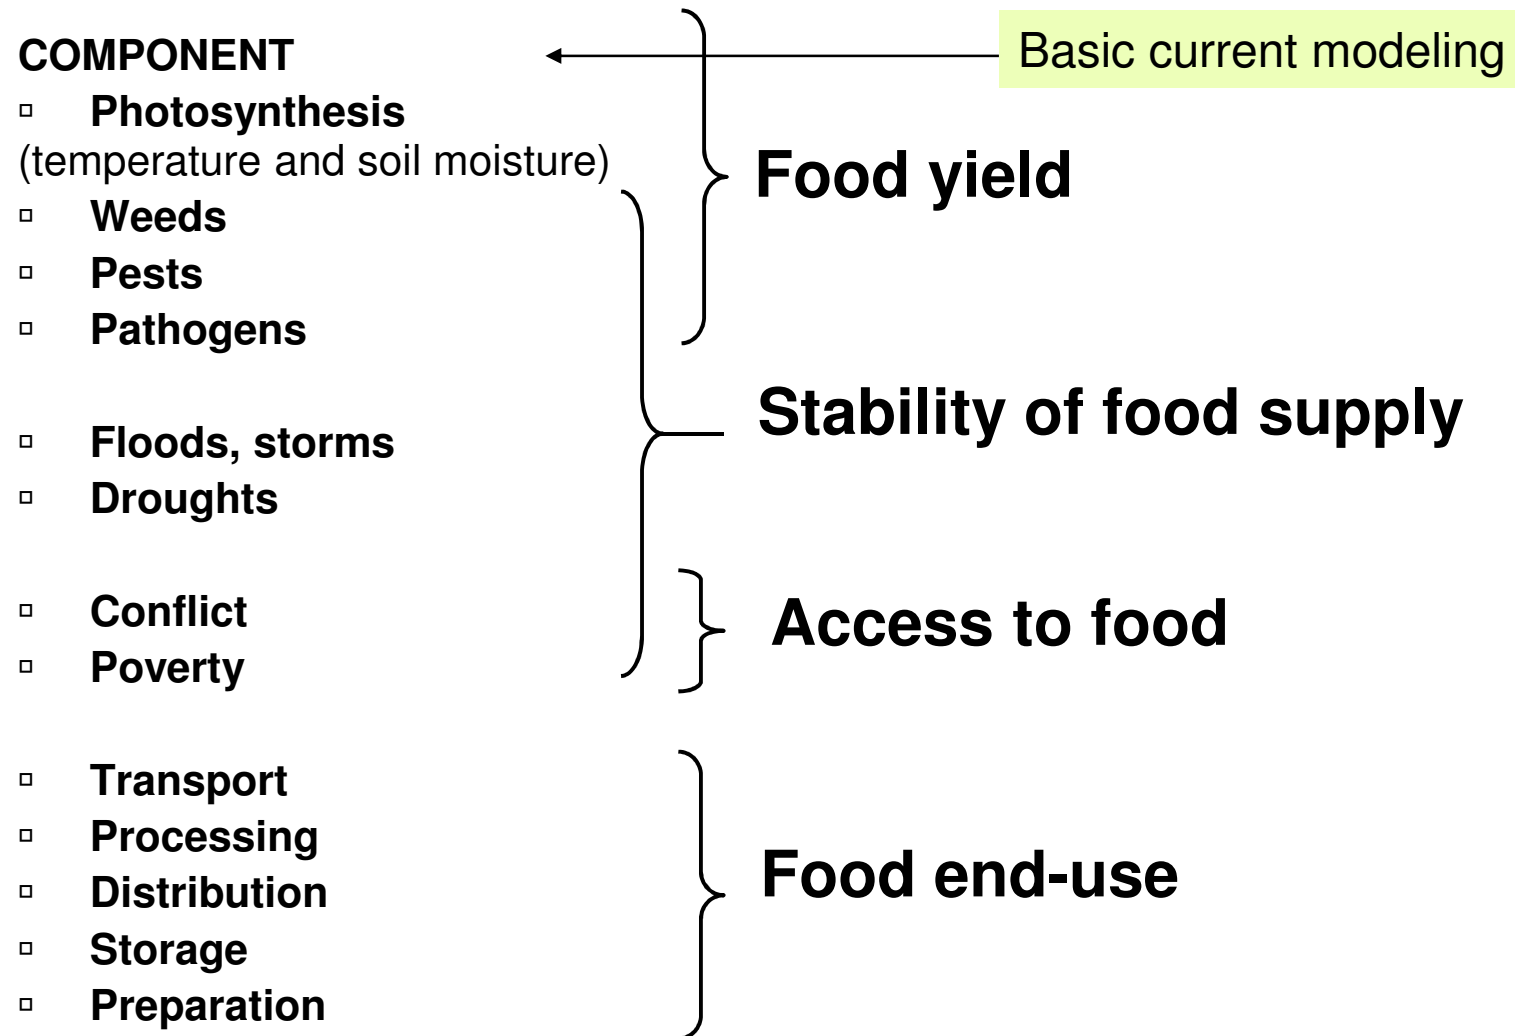 COMPONENT
Basic current modeling
Photosynthesis
(temperature and soil moisture)
Food yield
Weeds
Pests
Pathogens
Stability of food supply
Floods, storms
Droughts
Conflict
Access to food
Poverty
Transport
Processing
Food end-use
Distribution
Storage
Preparation